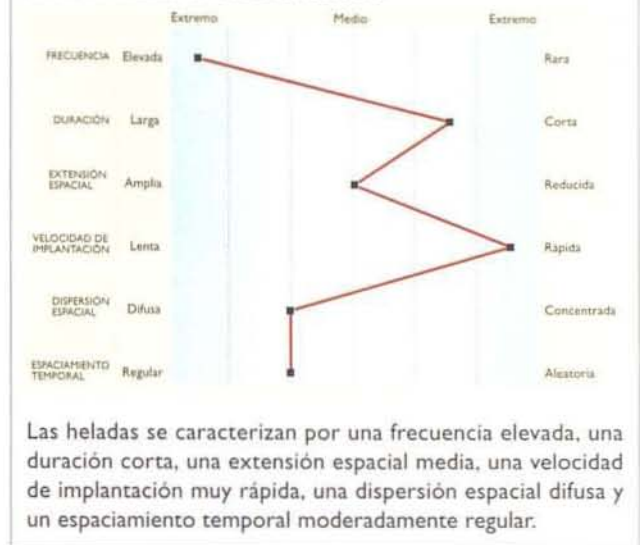 Extremo Medio Extremo
FRECUENCIA Elevada Rara
DURACIÓN Larga Corta
EXTENSIÓN
ESPACIAL Amplia Reducida
VELOCIDAD DE
IMPLANTACIÓN Lenta Rápida
DISPERSIÓN
ESPACIAL Difusa Concentrada
ESPACIAMIENTO
TEMPORAL Regular Aleatoria
Las heladas se caracterizan por una frecuencia elevada, una
duración corta, una extensión espacial media, una velocidad
de implantación muy rápida, una dispersión espacial difusa y
un espaciamiento temporal moderadamente regular.